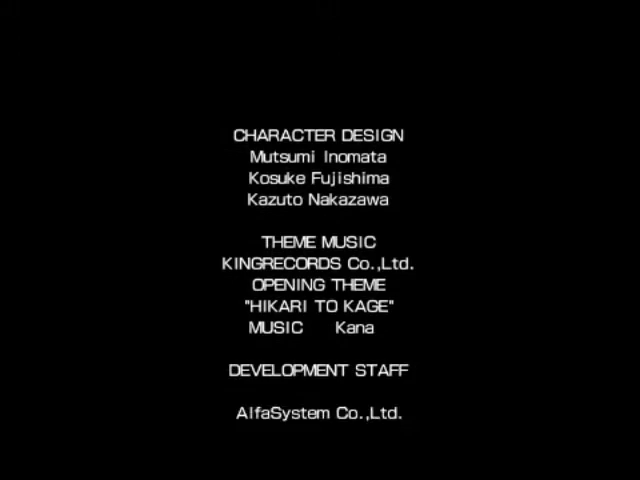 CHARACTER DESIGN
Mutsumi Inomata
Kosuke Fujishima
Kazuto Nakazawa
THEME MUSIC
KINGRECORDS Co.,Ltd.
OPENING THEME
"HIKARI TO KAGE"
MUSIC Kana
DEVELOPMENT STAFF
AlfaSystem Co.,Ltd.